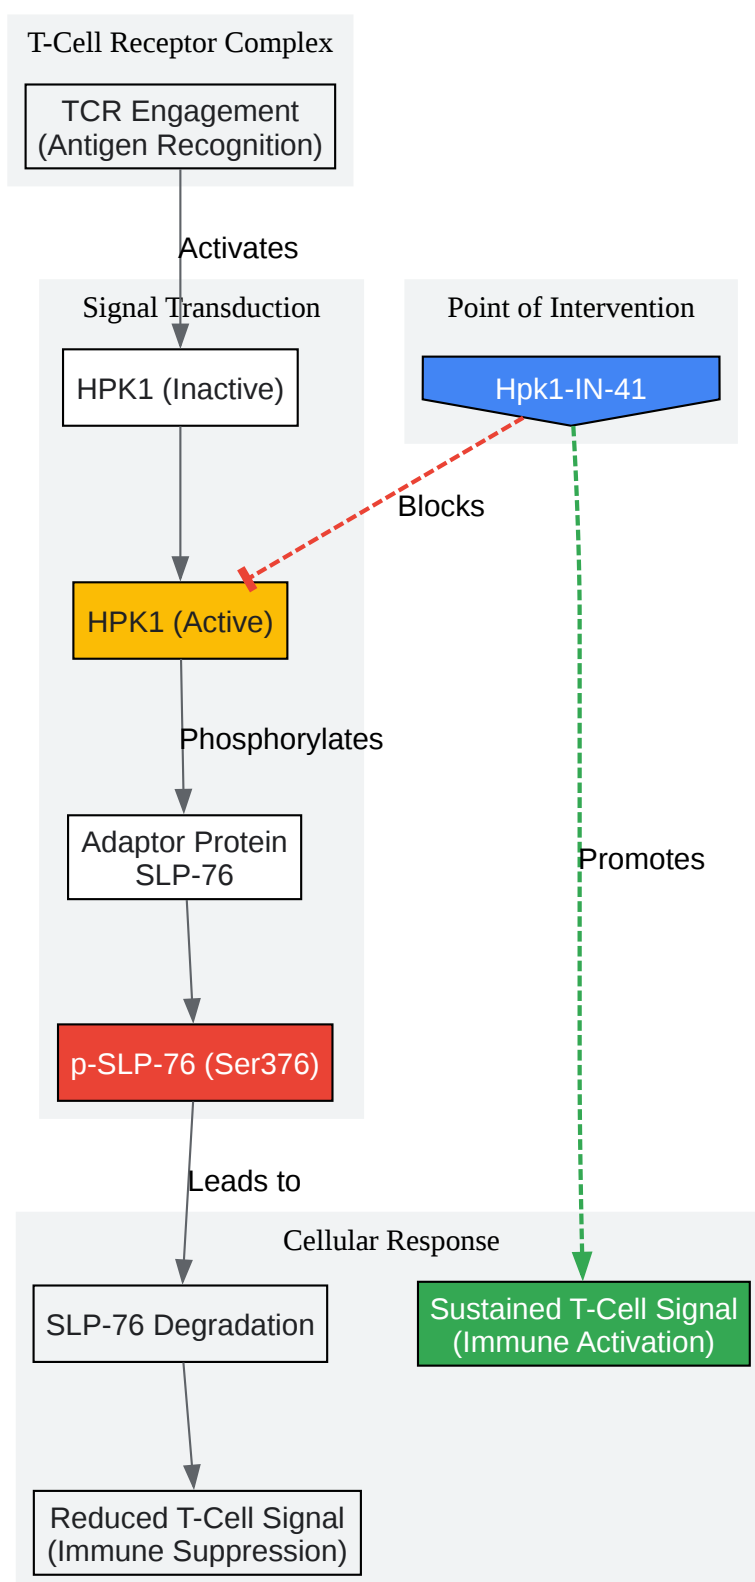 T-Cell Receptor Complex
TCR Engagement
(Antigen Recognition)
Activates
Signal Transduction
Point of Intervention
HPK1 (Inactive)
Hpk1-IN-41
Blocks
HPK1 (Active)
Phosphorylates
Adaptor Protein
SLP-76
Promotes
p-SLP-76 (Ser376)
Leads to
Cellular Response
SLP-76 Degradation
Sustained T-Cell Signal
(Immune Activation)
Reduced T-Cell Signal
(Immune Suppression)